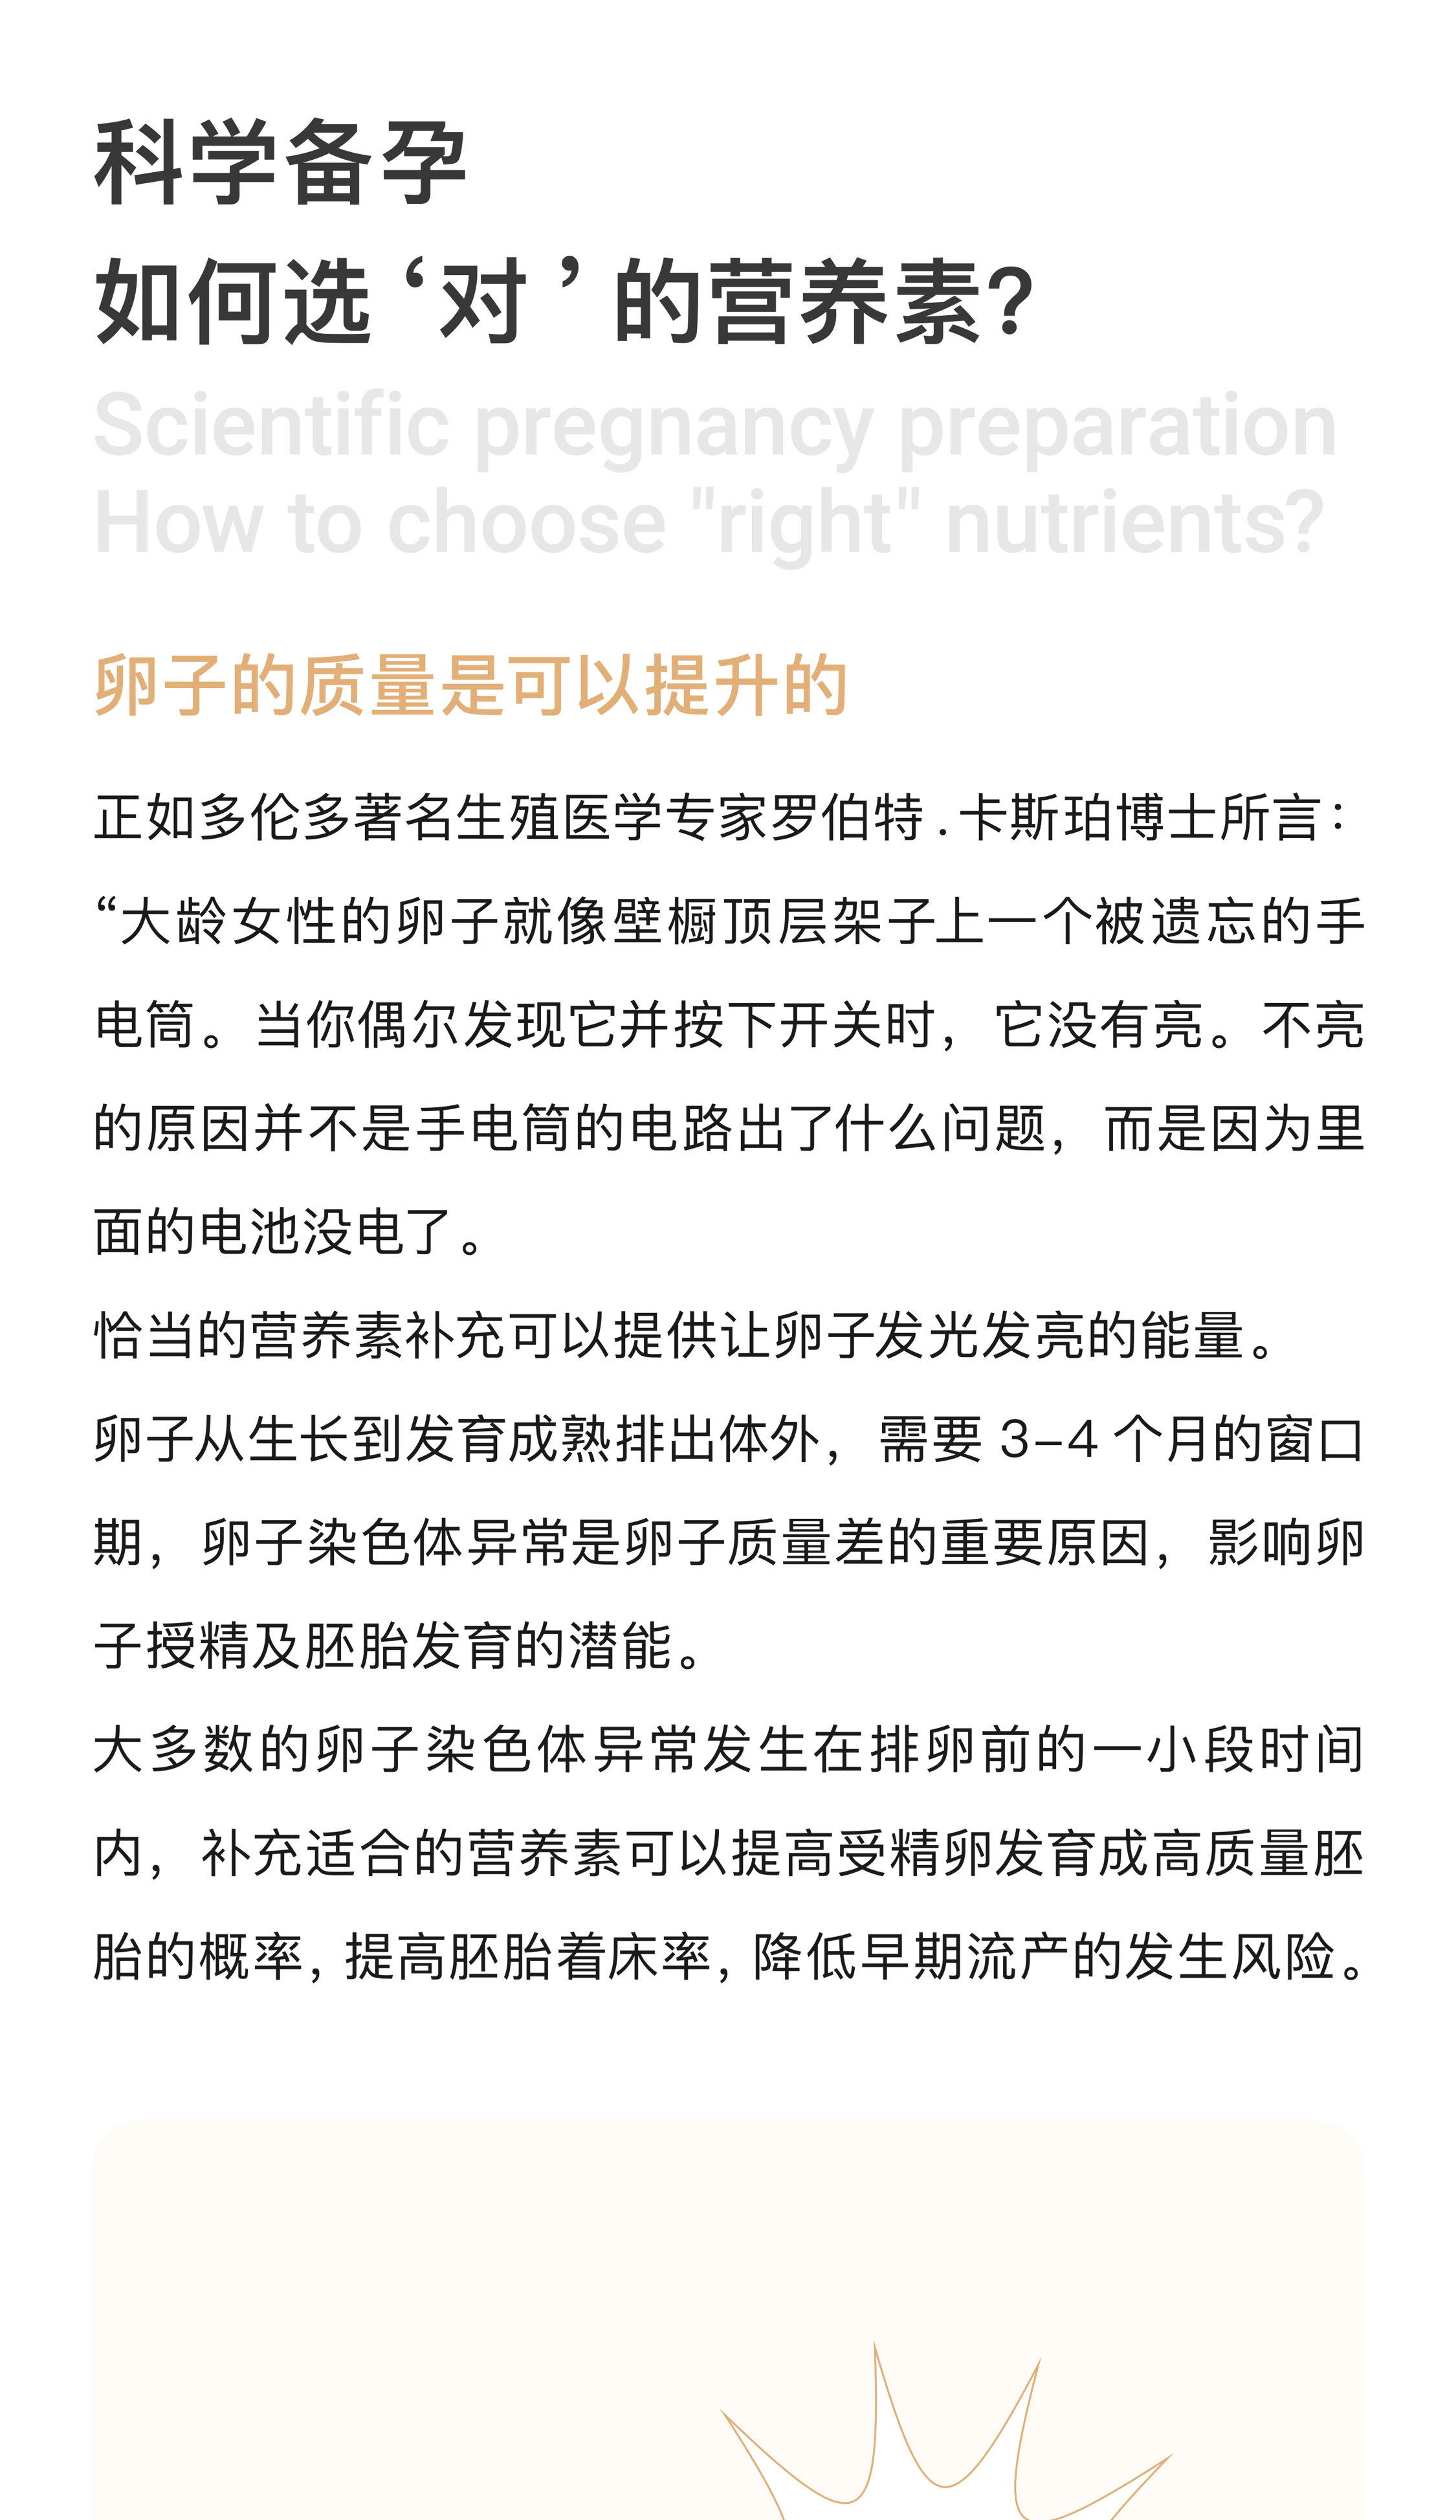 科学备孕
如何选‘对’的营养素?
Scientific pregnancy preparation
How to choose "right" nutrients?
卵子的质量是可以提升的
正如多伦多著名生殖医学专家罗伯特.卡斯帕博士所言：
“大龄女性的卵子就像壁橱顶层架子上一个被遗忘的手
电筒。当你偶尔发现它并按下开关时，它没有亮。不亮
的原因并不是手电筒的电路出了什么问题，而是因为里
面的电池没电了。
恰当的营养素补充可以提供让卵子发光发亮的能量。
卵子从生长到发育成熟排出体外，需要3-4个月的窗口
期，卵子染色体异常是卵子质量差的重要原因，影响卵
子授精及胚胎发育的潜能。
大多数的卵子染色体异常发生在排卵前的一小段时间
内，补充适合的营养素可以提高受精卵发育成高质量胚
胎的概率，提高胚胎着床率，降低早期流产的发生风险。